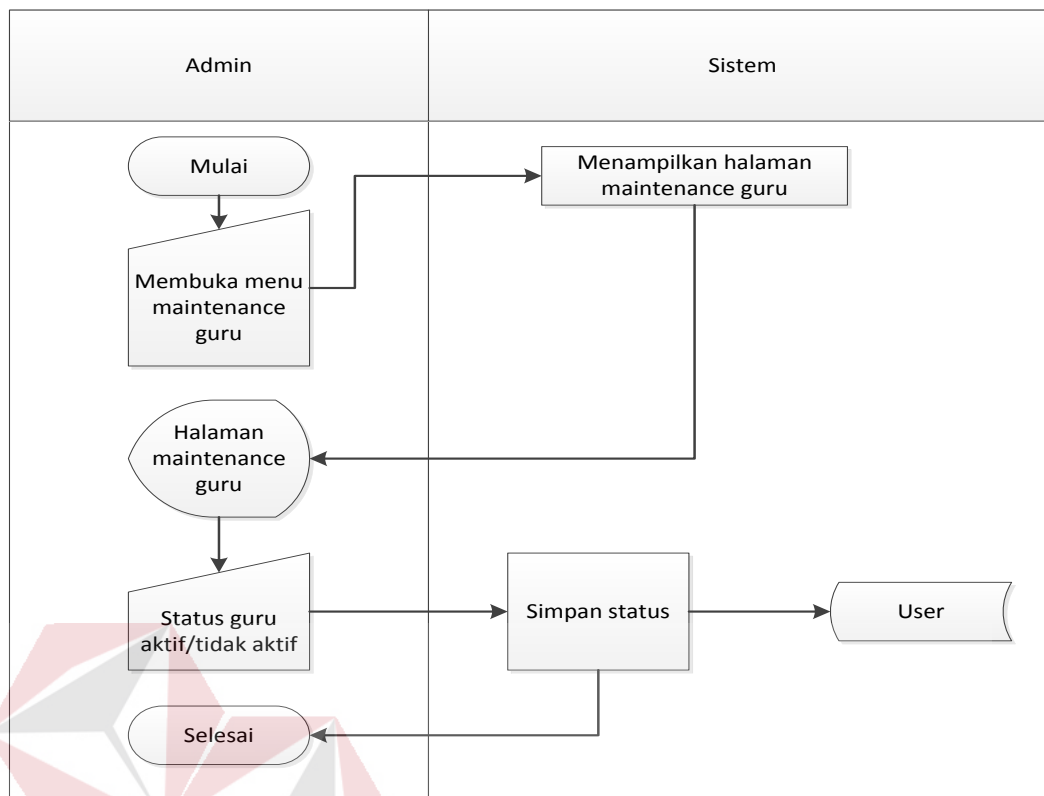 Admin
Sistem
Mulai
Menampilkan halaman
maintenance guru
Membuka menu
maintenance
guru
Halaman
maintenance
guru
Status guru
aktif/tidak aktif
Simpan status
User
Selesai